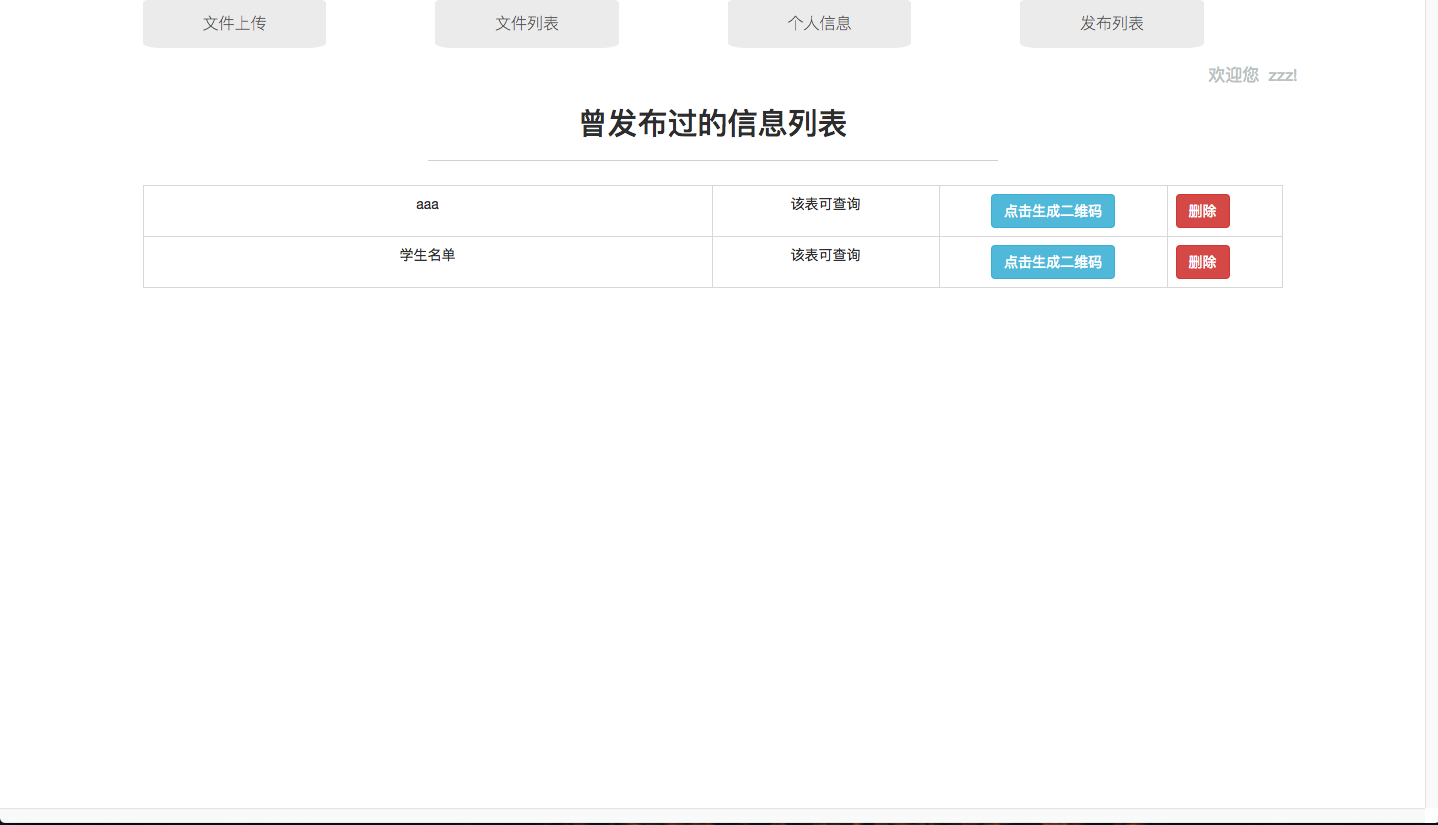 文件上传 文件列表 个人信息 发布列表
欢迎您 zzz!
曾发布过的信息列表
aaa 该表可查询 点击生成二维码 删除
学生名单 该表可查询 点击生成二维码 删除